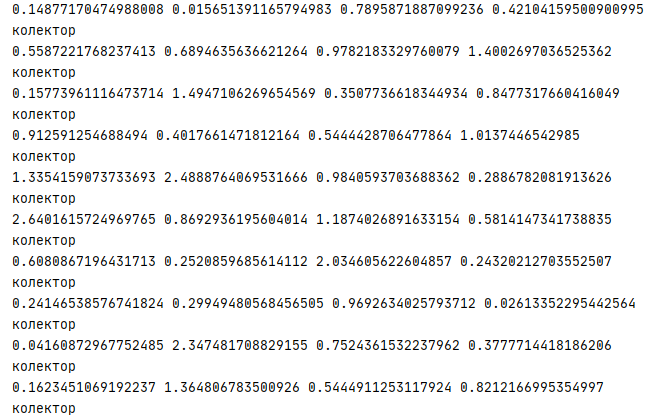 0.14877170474988008 0.015651391165794983 0.7895871887099236 0.42104159500900995
колектор
0.5587221768237413 0.6894635636621264 0.9782183329760079 1.4002697036525362
колектор
0.15773961116473714 1.4947106269654569 0.3507736618344934 0.8477317660416049
колектор
0.912591254688494 0.4017661471812164 0.5444428706477864 1.0137446542985
колектор
1.3354159073733693 2.4888764069531666 0.9840593703688362 0.2886782081913626
колектор
2.6401615724969765 0.8692936195604014 1.1874026891633154 0.5814147341738835
колектор
0.6080867196431713 0.2520859685614112 2.034605622604857 0.24320212703552507
колектор
0.24146538576741824 0.29949480568456505 0.9692634025793712 0.02613352295442564
колектор
0.04160872967752485 2.347481708829155 0.7524361532237962 0.3777714418186206
колектор
0.1623451069192237 1.364806783500926 0.5444911253117924 0.8212166995354997
колектор